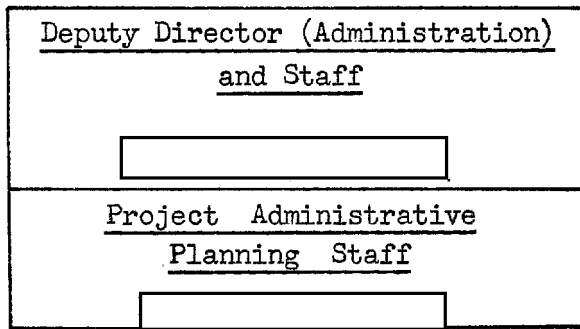 Deputy Director (Administration)
and Staff
Project Administrative
Planning Staff